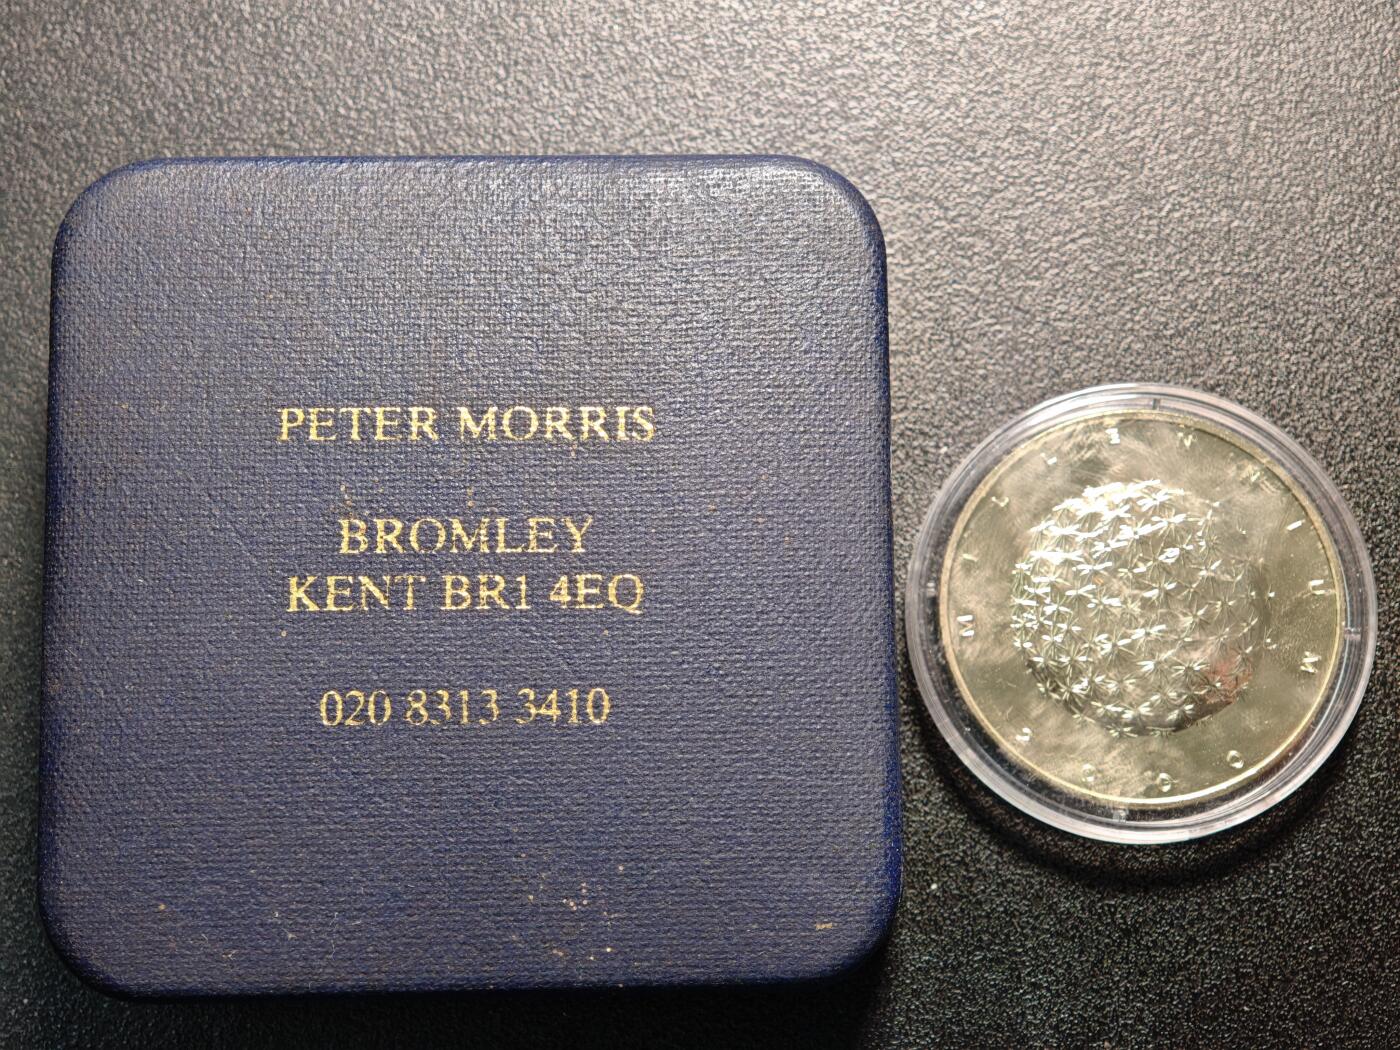 PETER MORRIS
BROMLEY
KENT BR1 4EQ
020 8313 3410
MILLENNIUM
2000